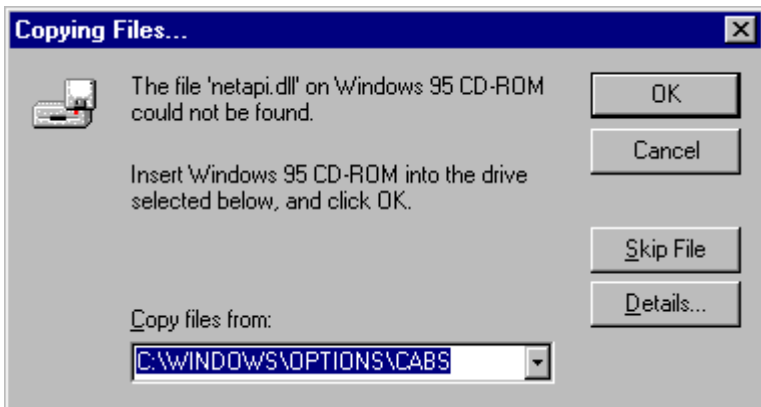 Copying Files...
The file 'netapi.dll' on Windows 95 CD-ROM
could not be found.
Insert Windows 95 CD-ROM into the drive
selected below, and click OK.
Copy files from:
C:\WINDOWS\OPTIONS\CABS
OK
Cancel
Skip File
Details...